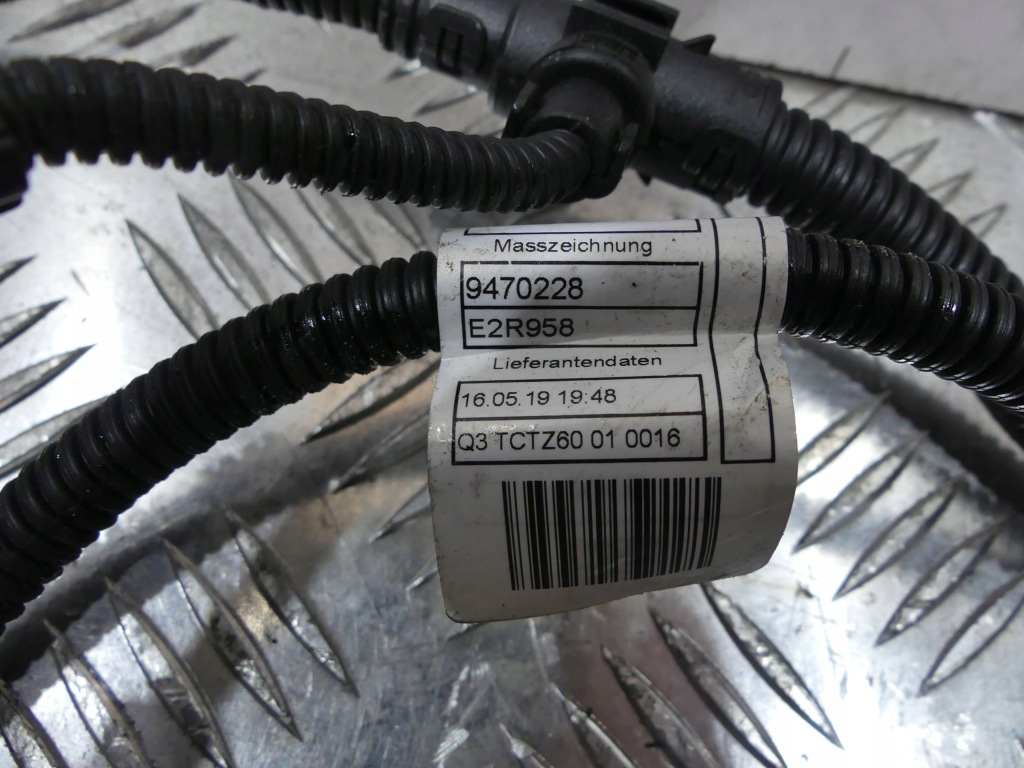 Masszeichnung
9470228
E2R958
Lieferantendaten
16.05.19 19:48
Q3 TCTZ60 01 0016